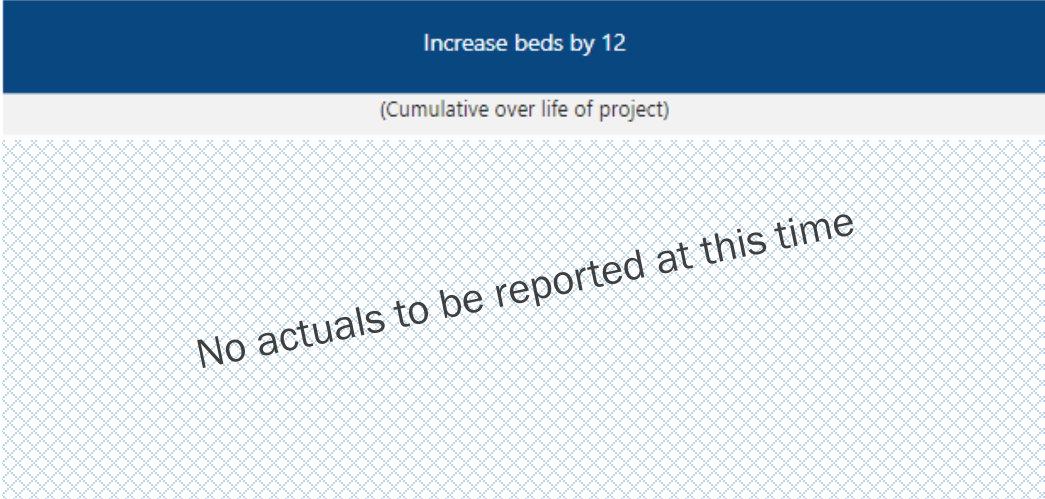 Increase beds by 12
(Cumulative over life of project)
No actuals to be reported at this time